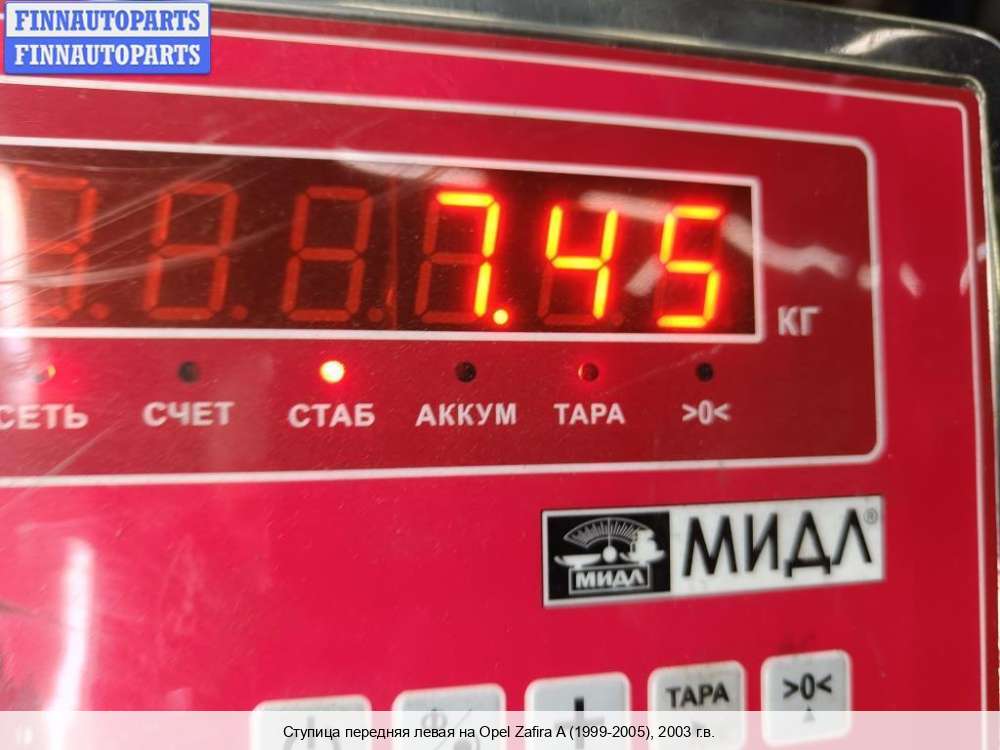 FINNAUTOPARTS
FINNAUTOPARTS
7.45
КГ
СЕТЬ СЧЕТ СТАБ АККУМ ТАРА >0<
МИДЛ МИДЛ®
ТАРА >0<
Ступица передняя левая на Opel Zafira A (1999-2005), 2003 г.в.